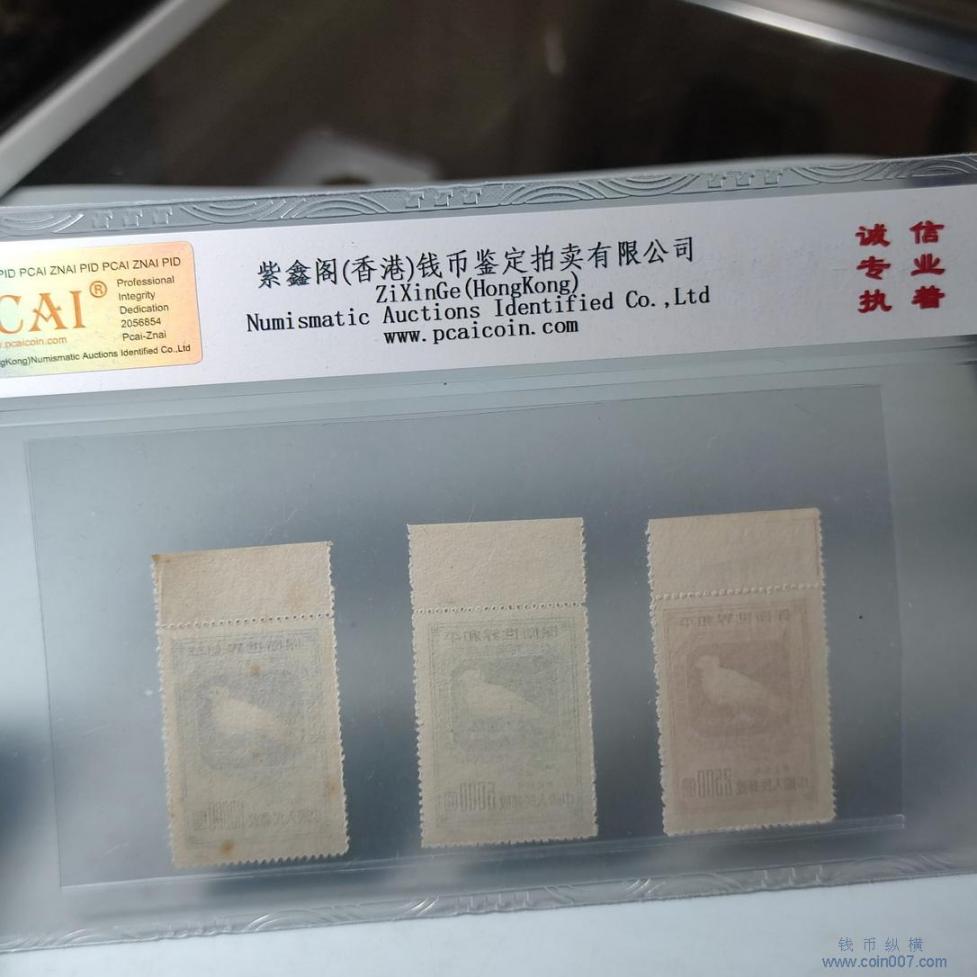 PID PCAI ZNAI PID PCAI ZNAI PID
CAI®
Professional
Integrity
Dedication
2056854
Pcai-Znai
.pcaicoin.com
gKong)Numismatic Auctions Identified Co.,Ltd
紫鑫阁(香港)钱币鉴定拍卖有限公司
ZiXinGe(HongKong)
Numismatic Auctions Identified Co.,Ltd
www.pcaicoin.com
诚信
专业
执着
钱币纵横
www.coin007.com